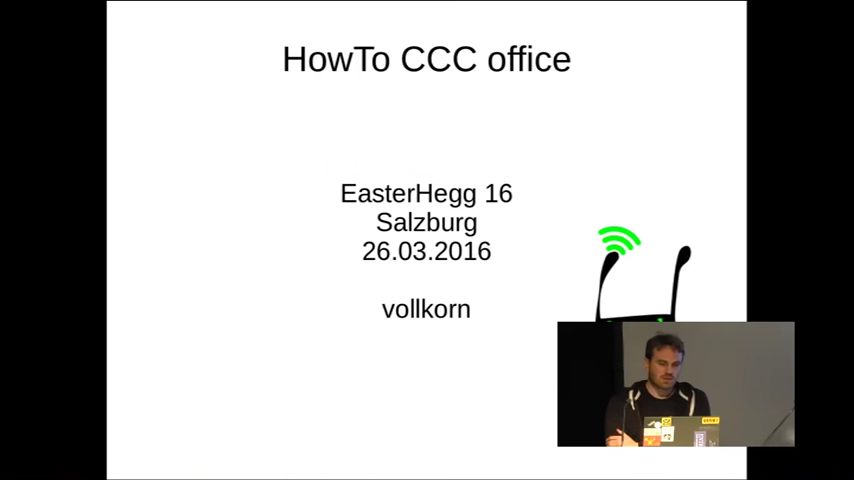 HowTo CCC office
EasterHegg 16
Salzburg
26.03.2016
vollkorn